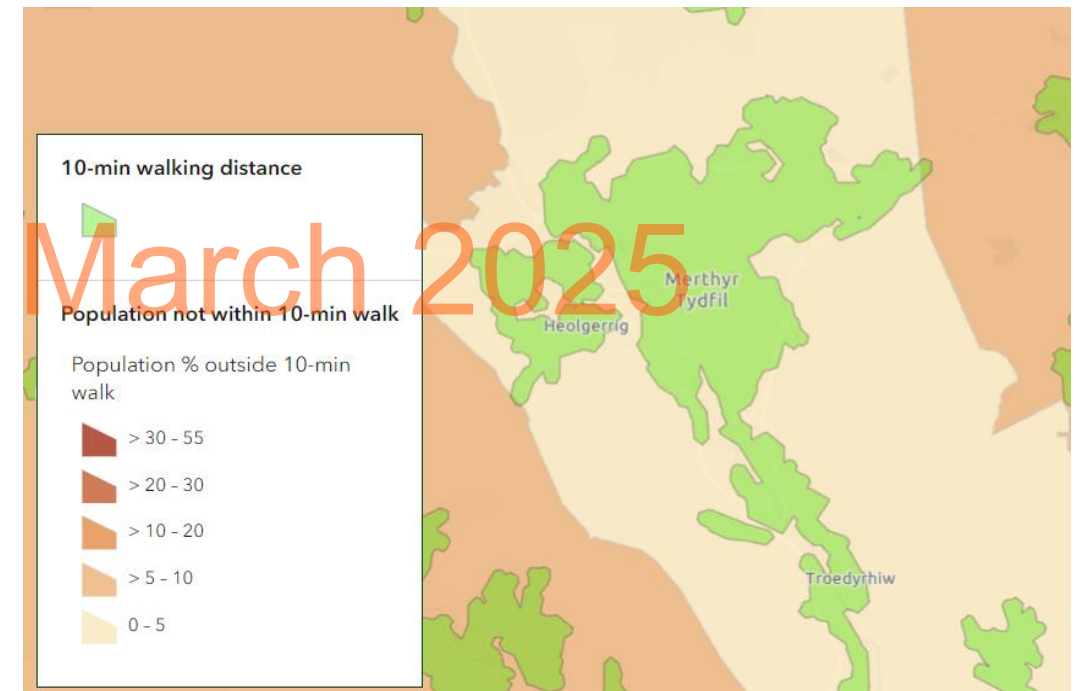 10-min walking distance
March 2025
Population not within 10-min walk
Population % outside 10-min
walk
> 30 - 55
> 20 - 30
> 10 - 20
> 5 - 10
0 - 5
Merthyr
Tydfil
Heolgerrig
Troedyrhiw